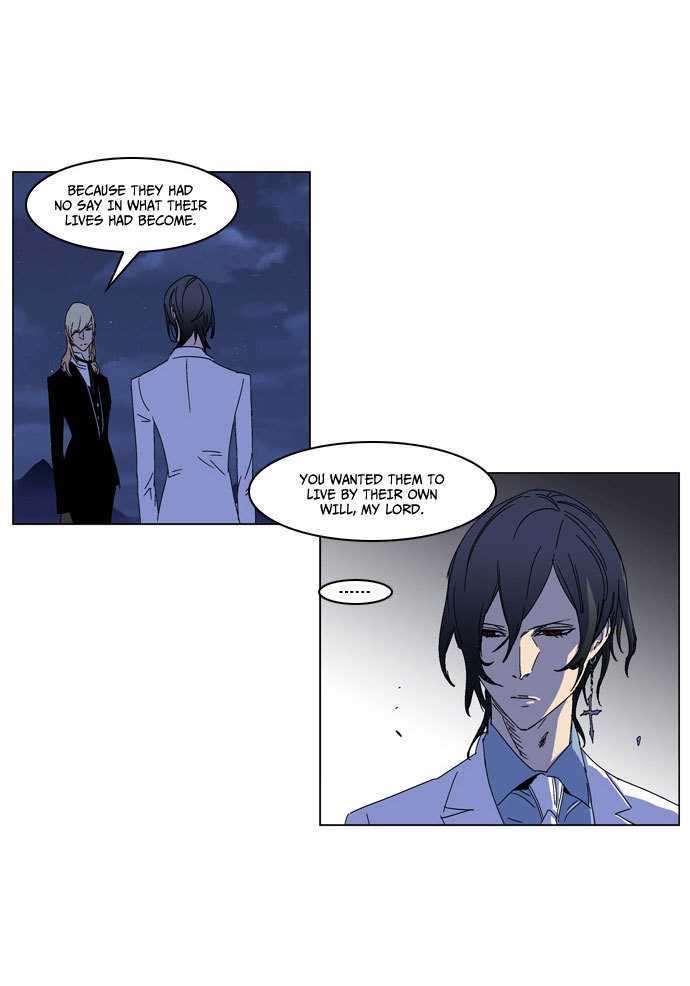 BECAUSE THEY HAD
NO SAY IN WHAT THEIR
LIVES HAD BECOME.
YOU WANTED THEM TO
LIVE BY THEIR OWN
WILL, MY LORD.
------